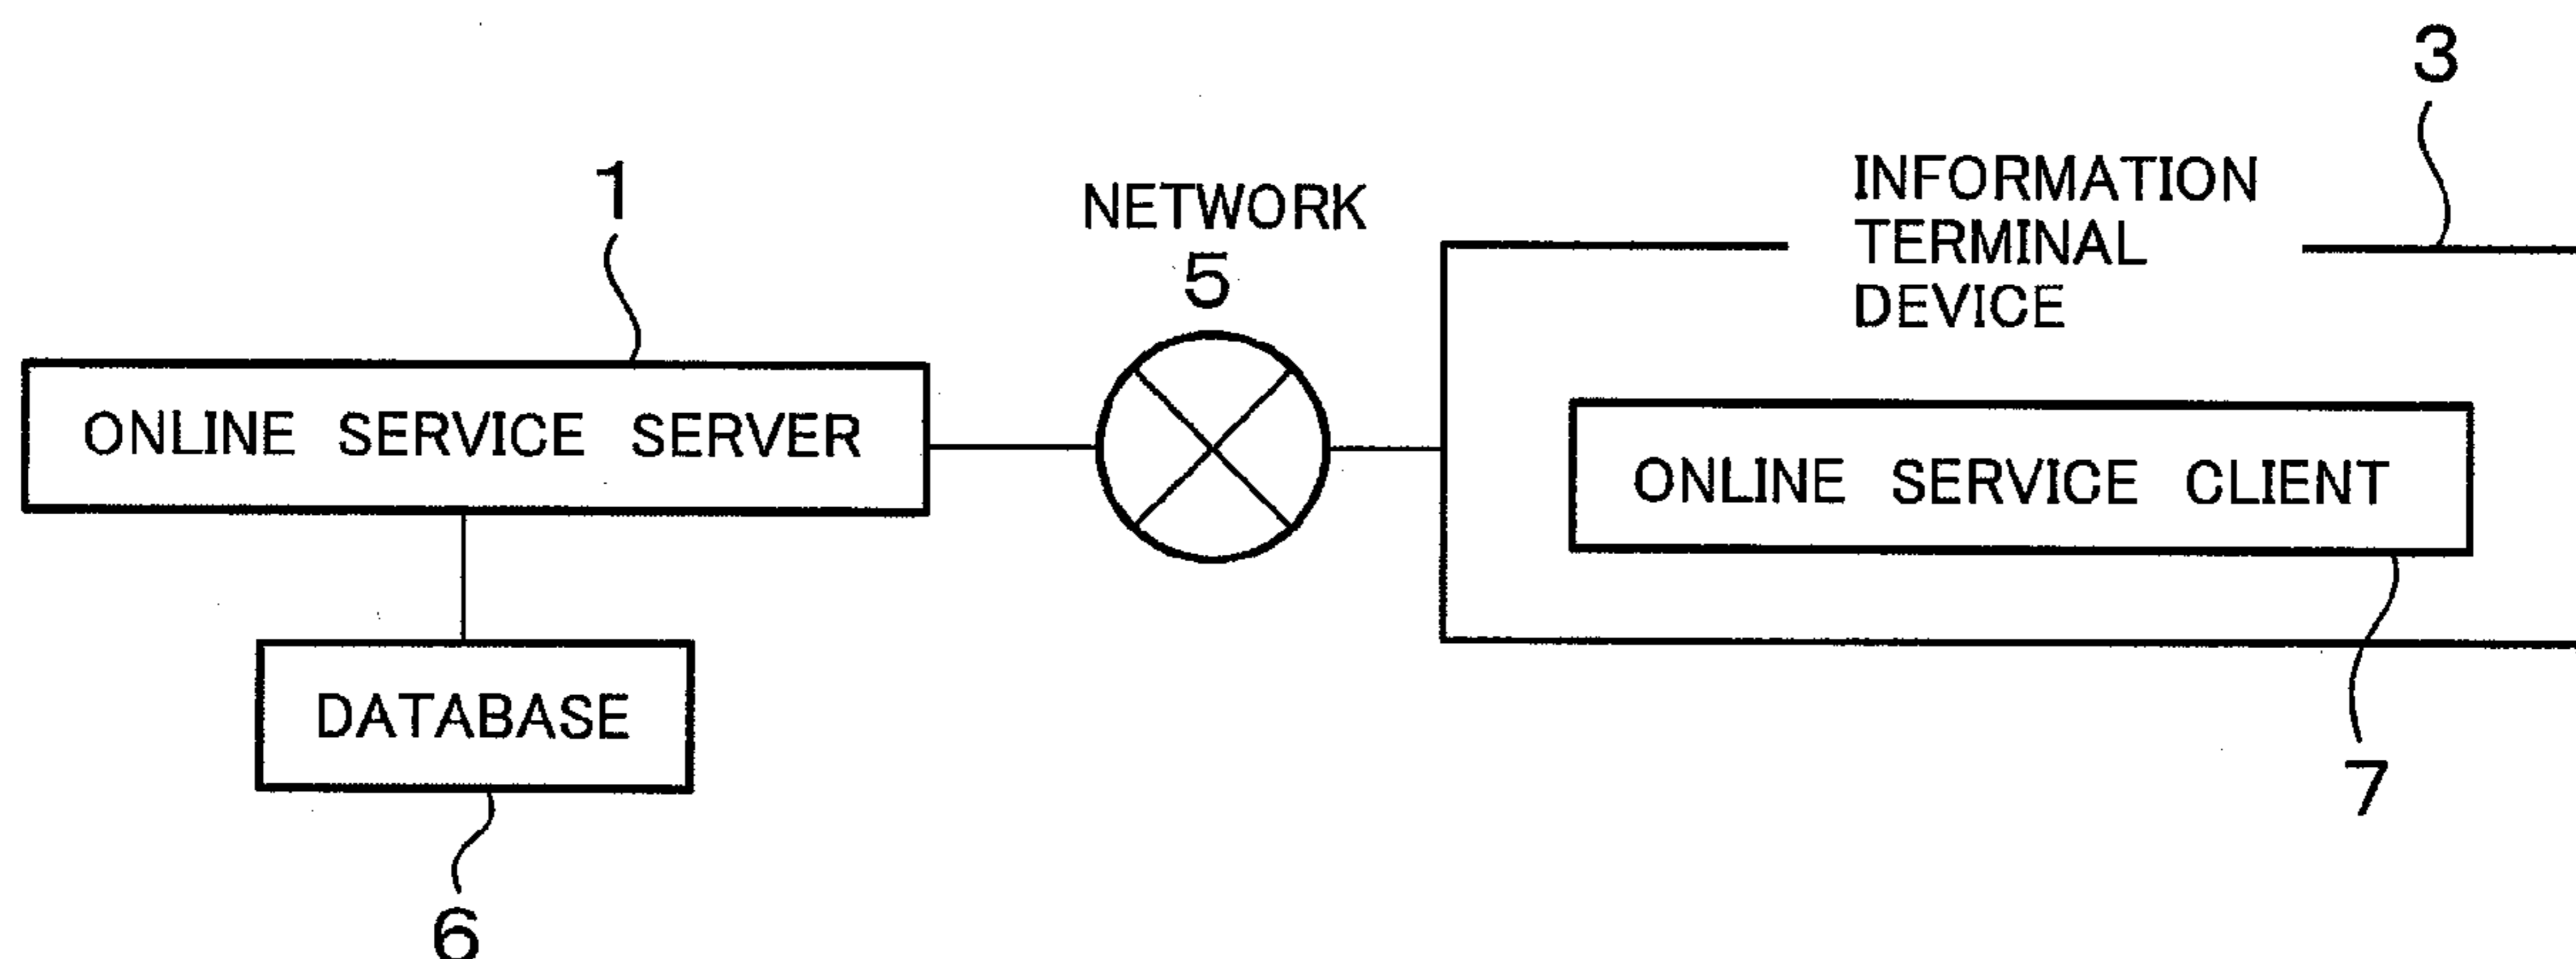 3
1
NETWORK
5
INFORMATION
TERMINAL
DEVICE
ONLINE SERVICE SERVER
ONLINE SERVICE CLIENT
DATABASE
7
6